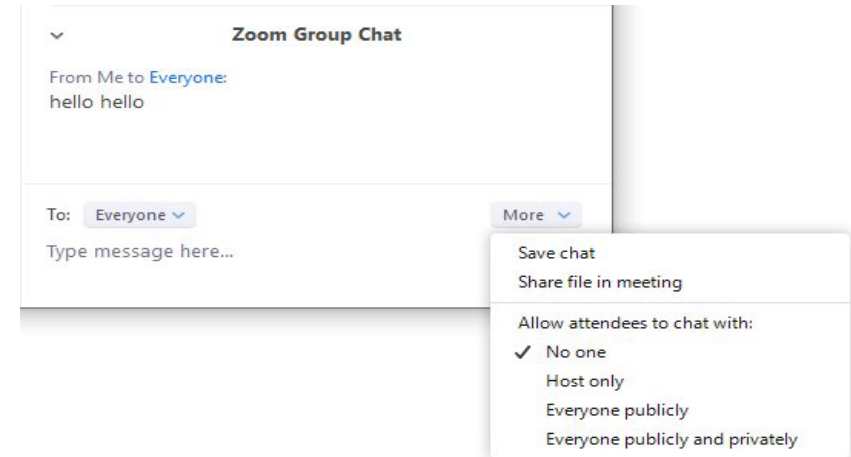 Zoom Group Chat
From Me to Everyone:
hello hello
To: Everyone
More
Type message here...
Save chat
Share file in meeting
Allow attendees to chat with:
No one
Host only
Everyone publicly
Everyone publicly and privately